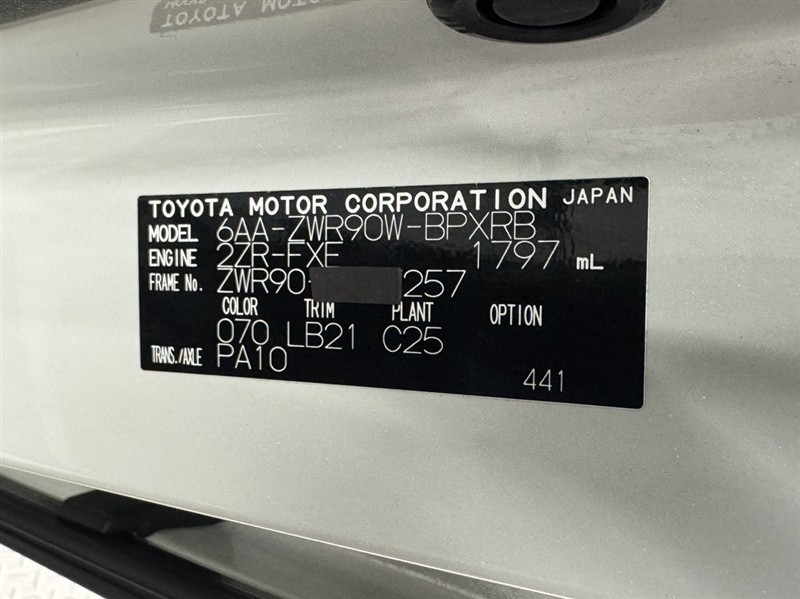 TOYOTA MOTOR CORPORATION JAPAN
MODEL 6AA-ZWR90W-BPXRB
ENGINE 2ZR-FXE 1797 mL
FRAME No. ZWR90- 257
COLOR TRIM PLANT OPTION
070 LB21 C25
TRANS./AXLE PA10
441